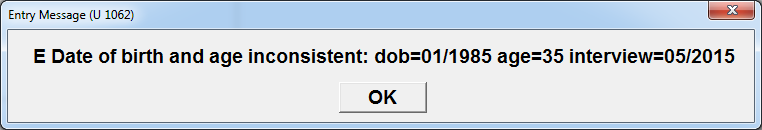 Entry Message (U 1062)
E Date of birth and age inconsistent: dob=01/1985 age=35 interview=05/2015
OK